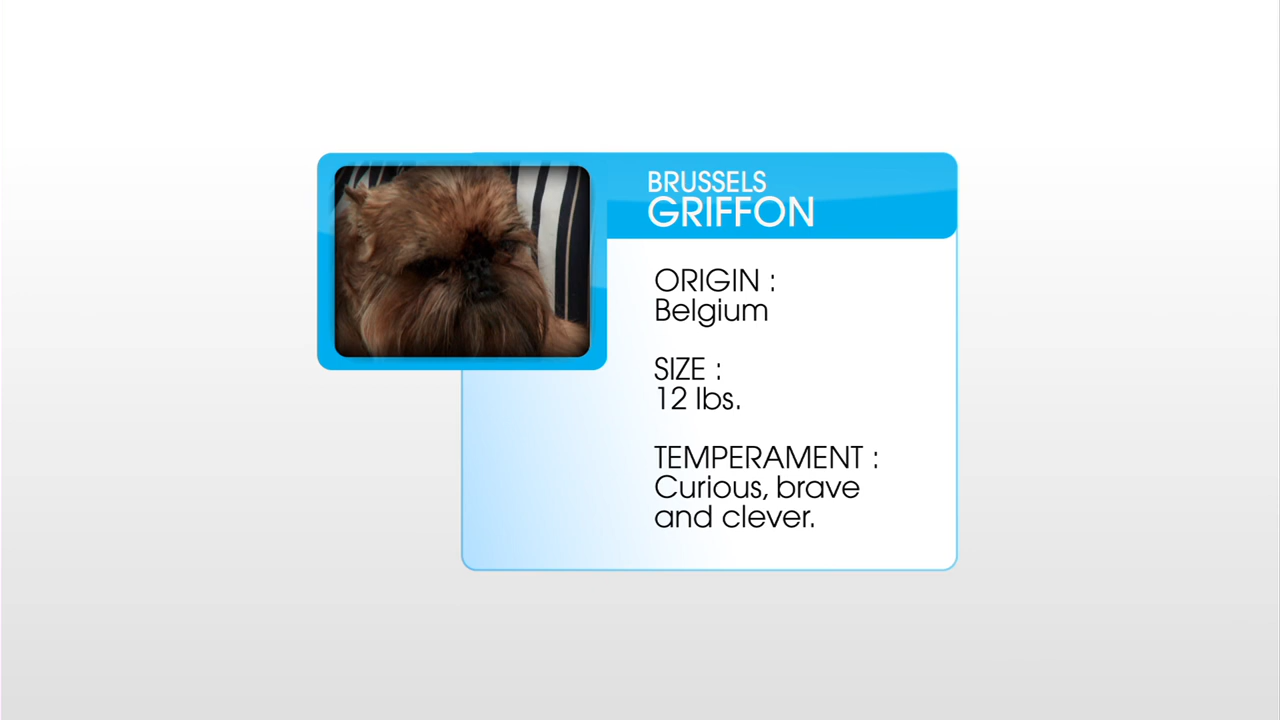 BRUSSELS
GRIFFON
ORIGIN :
Belgium
SIZE :
12 lbs.
TEMPERAMENT :
Curious, brave
and clever.